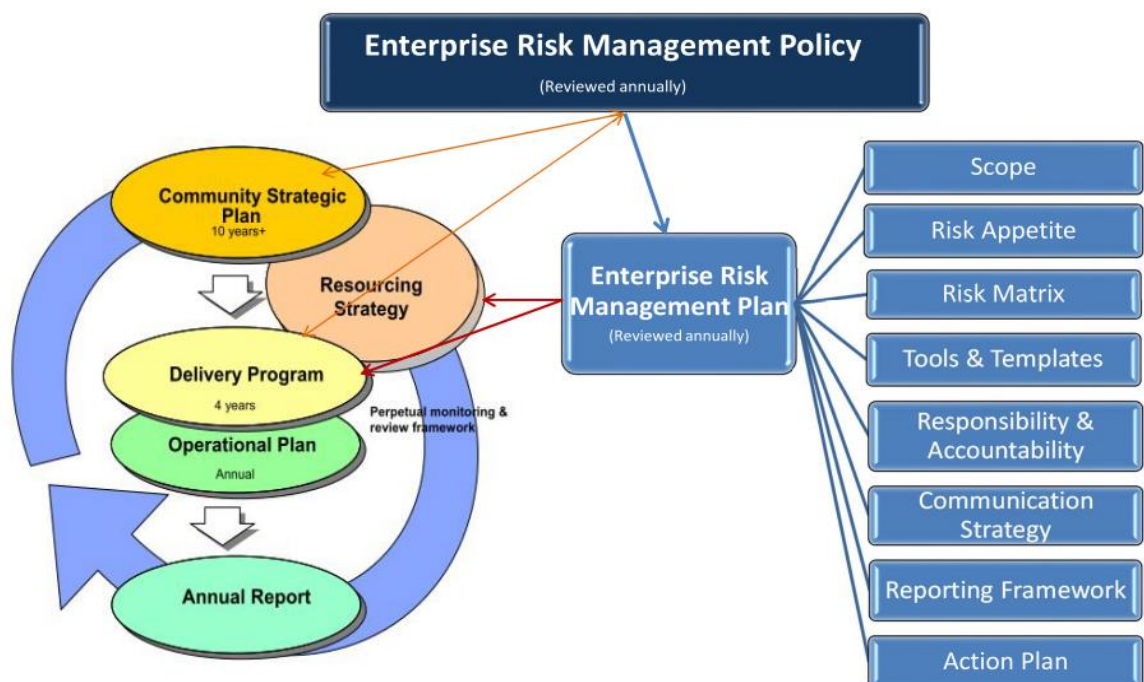 Enterprise Risk Management Policy
(Reviewed annually)
Community Strategic
Plan
10 years+
Resourcing
Strategy
Delivery Program
4 years
Perpetual monitoring &
review framework
Operational Plan
Annual
Annual Report
Enterprise Risk
Management Plan
(Reviewed annually)
Scope
Risk Appetite
Risk Matrix
Tools & Templates
Responsibility &
Accountability
Communication
Strategy
Reporting Framework
Action Plan